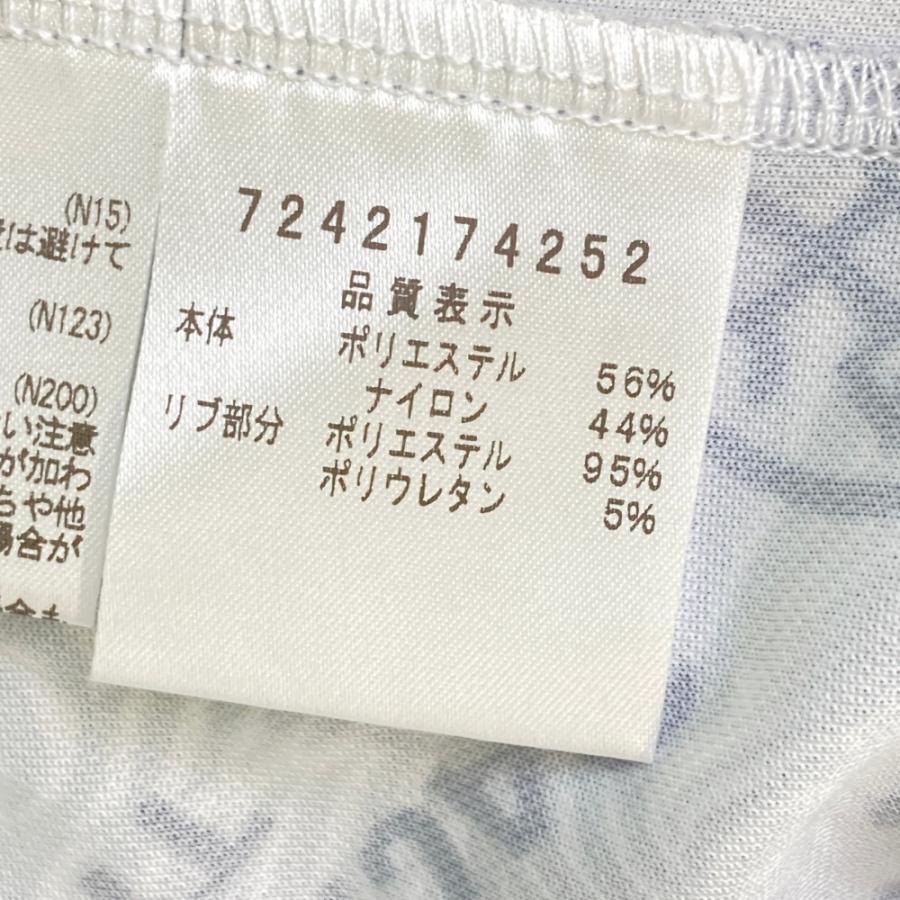 (N15)
は避けて
(N123)
(N200)
い注意
が加わ
ちや他
場合が
7242174252
品質表示
本体 ポリエステル 56%
ナイロン 44%
リブ部分 ポリエステル 95%
ポリウレタン 5%
24